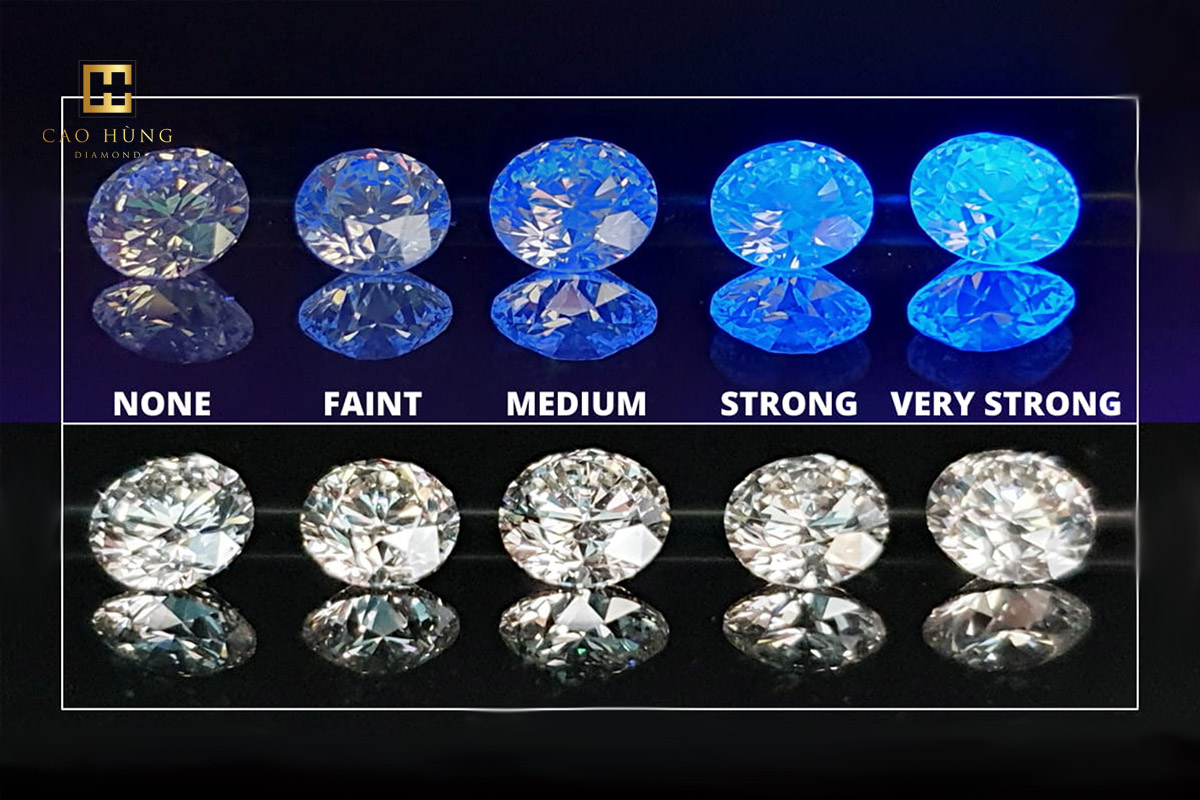 CAO HÙNG
DIAMOND
NONE
FAINT
MEDIUM
STRONG
VERY STRONG